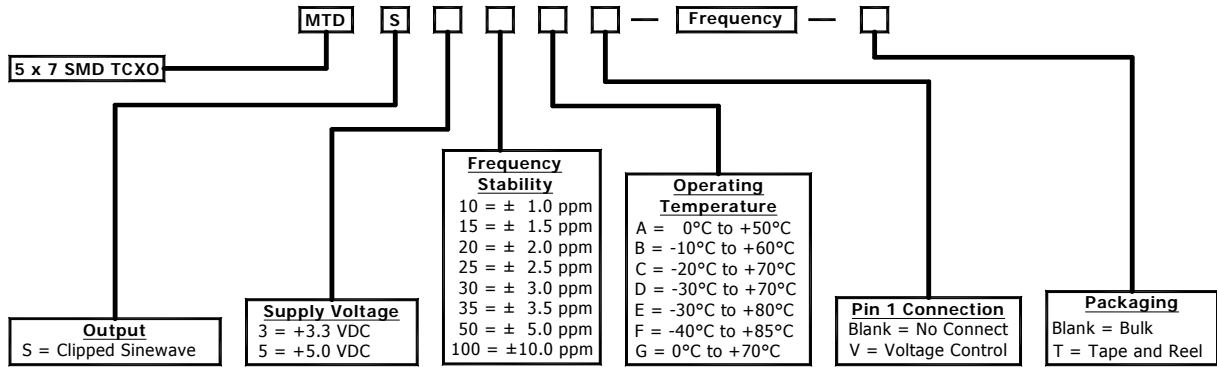 MTD S — Frequency —
5 x 7 SMD TCXO
Output
S = Clipped Sinewave
Supply Voltage
3 = +3.3 VDC
5 = +5.0 VDC
Frequency
Stability
10 = ± 1.0 ppm
15 = ± 1.5 ppm
20 = ± 2.0 ppm
25 = ± 2.5 ppm
30 = ± 3.0 ppm
35 = ± 3.5 ppm
50 = ± 5.0 ppm
100 = ±10.0 ppm
Operating
Temperature
A = 0°C to +50°C
B = -10°C to +60°C
C = -20°C to +70°C
D = -30°C to +70°C
E = -30°C to +80°C
F = -40°C to +85°C
G = 0°C to +70°C
Pin 1 Connection
Blank = No Connect
V = Voltage Control
Packaging
Blank = Bulk
T = Tape and Reel